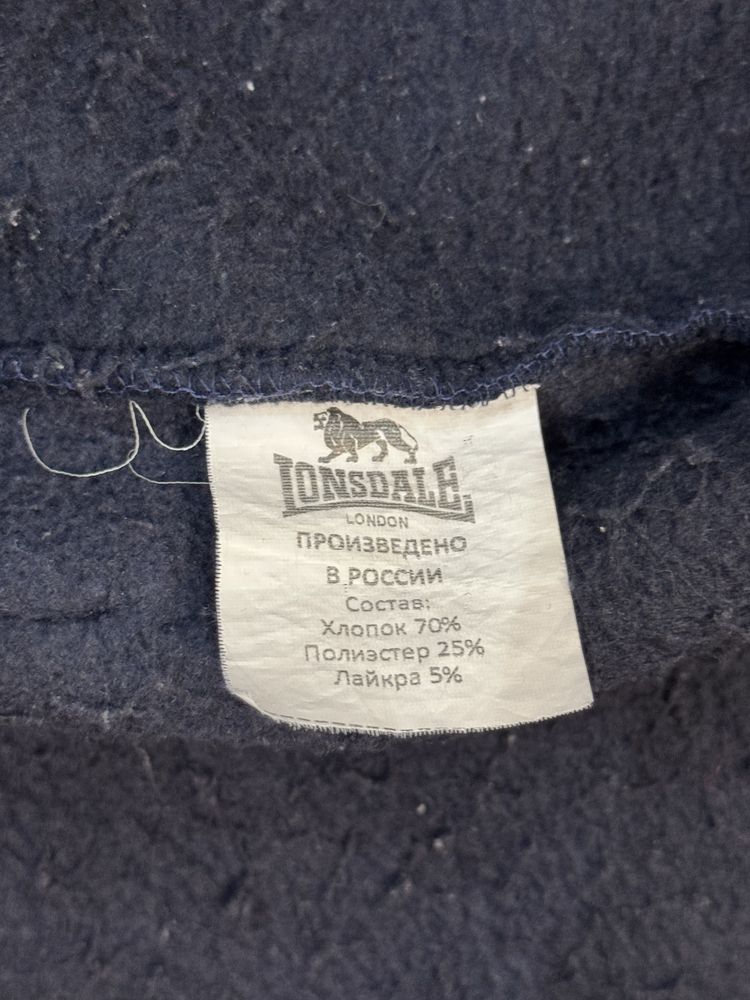 LONSDALE
LONDON
ПРОИЗВЕДЕНО
В РОССИИ
Состав:
Хлопок 70%
Полиэстер 25%
Лайкра 5%